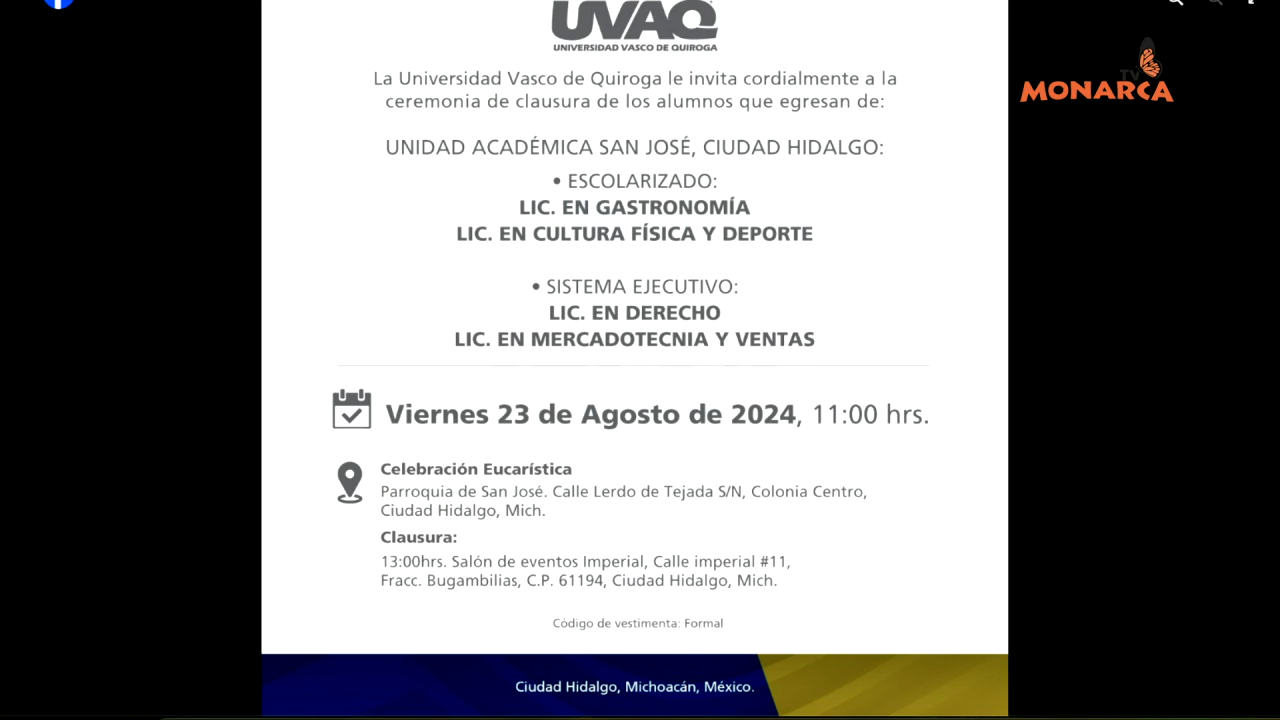 UVAQ
UNIVERSIDAD VASCO DE QUIROGA
La Universidad Vasco de Quiroga le invita cordialmente a la
ceremonia de clausura de los alumnos que egresan de:
TV
MONARCA
UNIDAD ACADÉMICA SAN JOSÉ, CIUDAD HIDALGO:
• ESCOLARIZADO:
LIC. EN GASTRONOMÍA
LIC. EN CULTURA FÍSICA Y DEPORTE
• SISTEMA EJECUTIVO:
LIC. EN DERECHO
LIC. EN MERCADOTECNIA Y VENTAS
Viernes 23 de Agosto de 2024, 11:00 hrs.
Celebración Eucarística
Parroquia de San José. Calle Lerdo de Tejada S/N, Colonia Centro,
Ciudad Hidalgo, Mich.
Clausura:
13:00hrs. Salón de eventos Imperial, Calle imperial #11,
Fracc. Bugambilias, C.P. 61194, Ciudad Hidalgo, Mich.
Código de vestimenta: Formal
Ciudad Hidalgo, Michoacán, México.